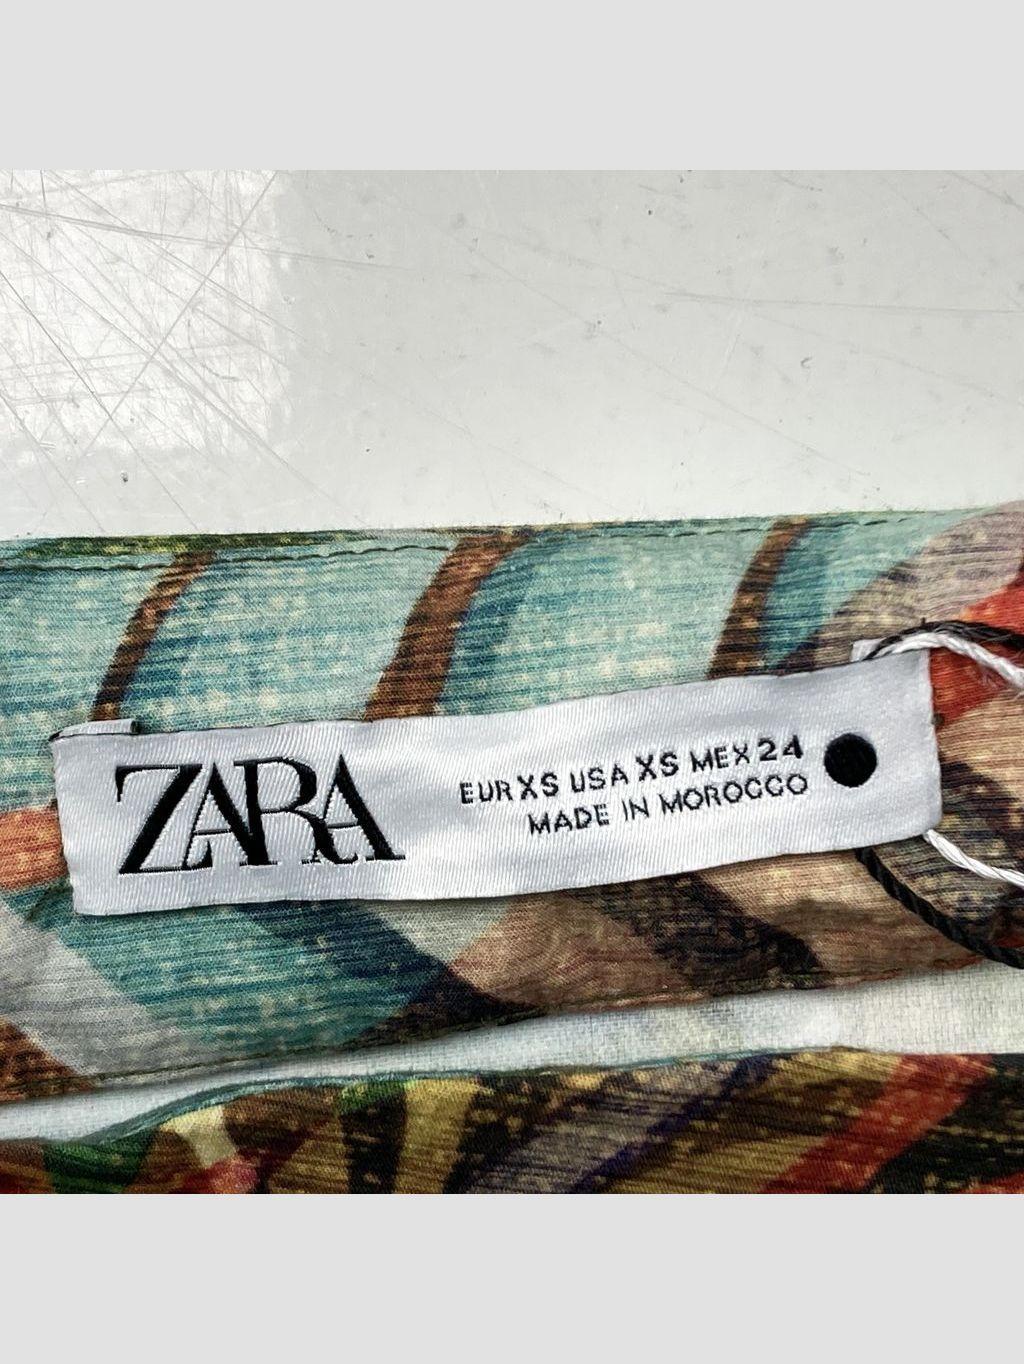 ZARA
EUR XS USA XS MEX 24
MADE IN MOROCCO